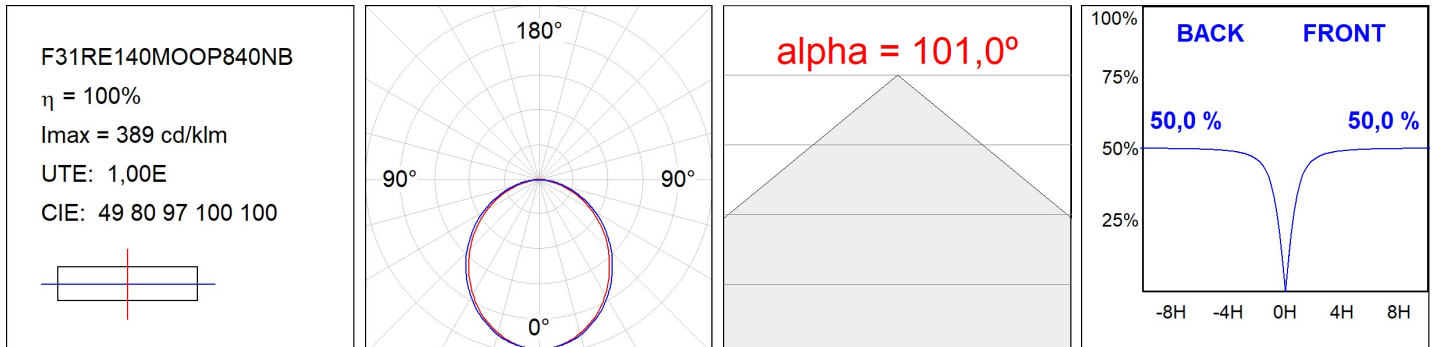 F31RE140MOOP840NB
η = 100%
Imax = 389 cd/klm
UTE: 1,00E
CIE: 49 80 97 100 100
180°
90° 90°
0°
alpha = 101,0º
100%
BACK FRONT
75%
50,0 % 50,0 %
50%
25%
-8H -4H 0H 4H 8H